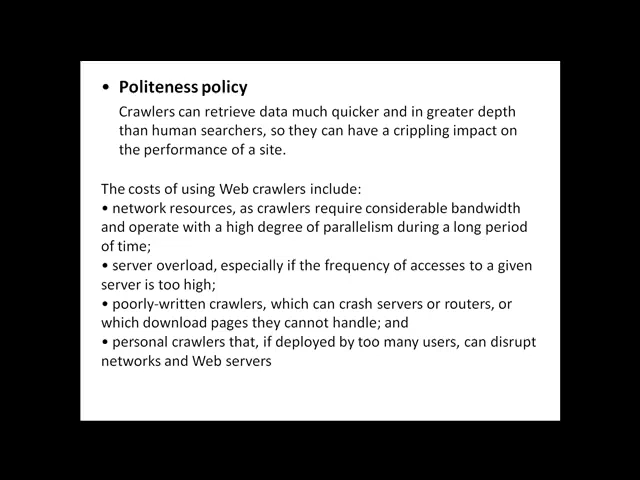 • Politeness policy
Crawlers can retrieve data much quicker and in greater depth
than human searchers, so they can have a crippling impact on
the performance of a site.
The costs of using Web crawlers include:
• network resources, as crawlers require considerable bandwidth
and operate with a high degree of parallelism during a long period
of time;
• server overload, especially if the frequency of accesses to a given
server is too high;
• poorly-written crawlers, which can crash servers or routers, or
which download pages they cannot handle; and
• personal crawlers that, if deployed by too many users, can disrupt
networks and Web servers